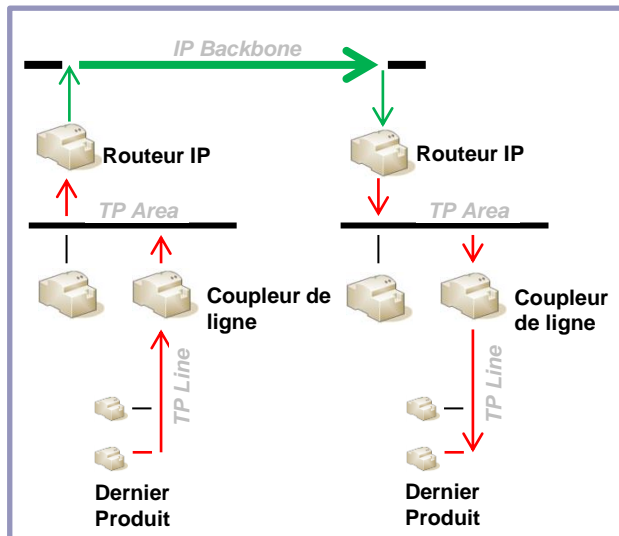 IP Backbone
Routeur IP
Routeur IP
TP Area
TP Area
Coupleur de
ligne
Coupleur
de ligne
TP Line
TP Line
Dernier
Produit
Dernier
Produit